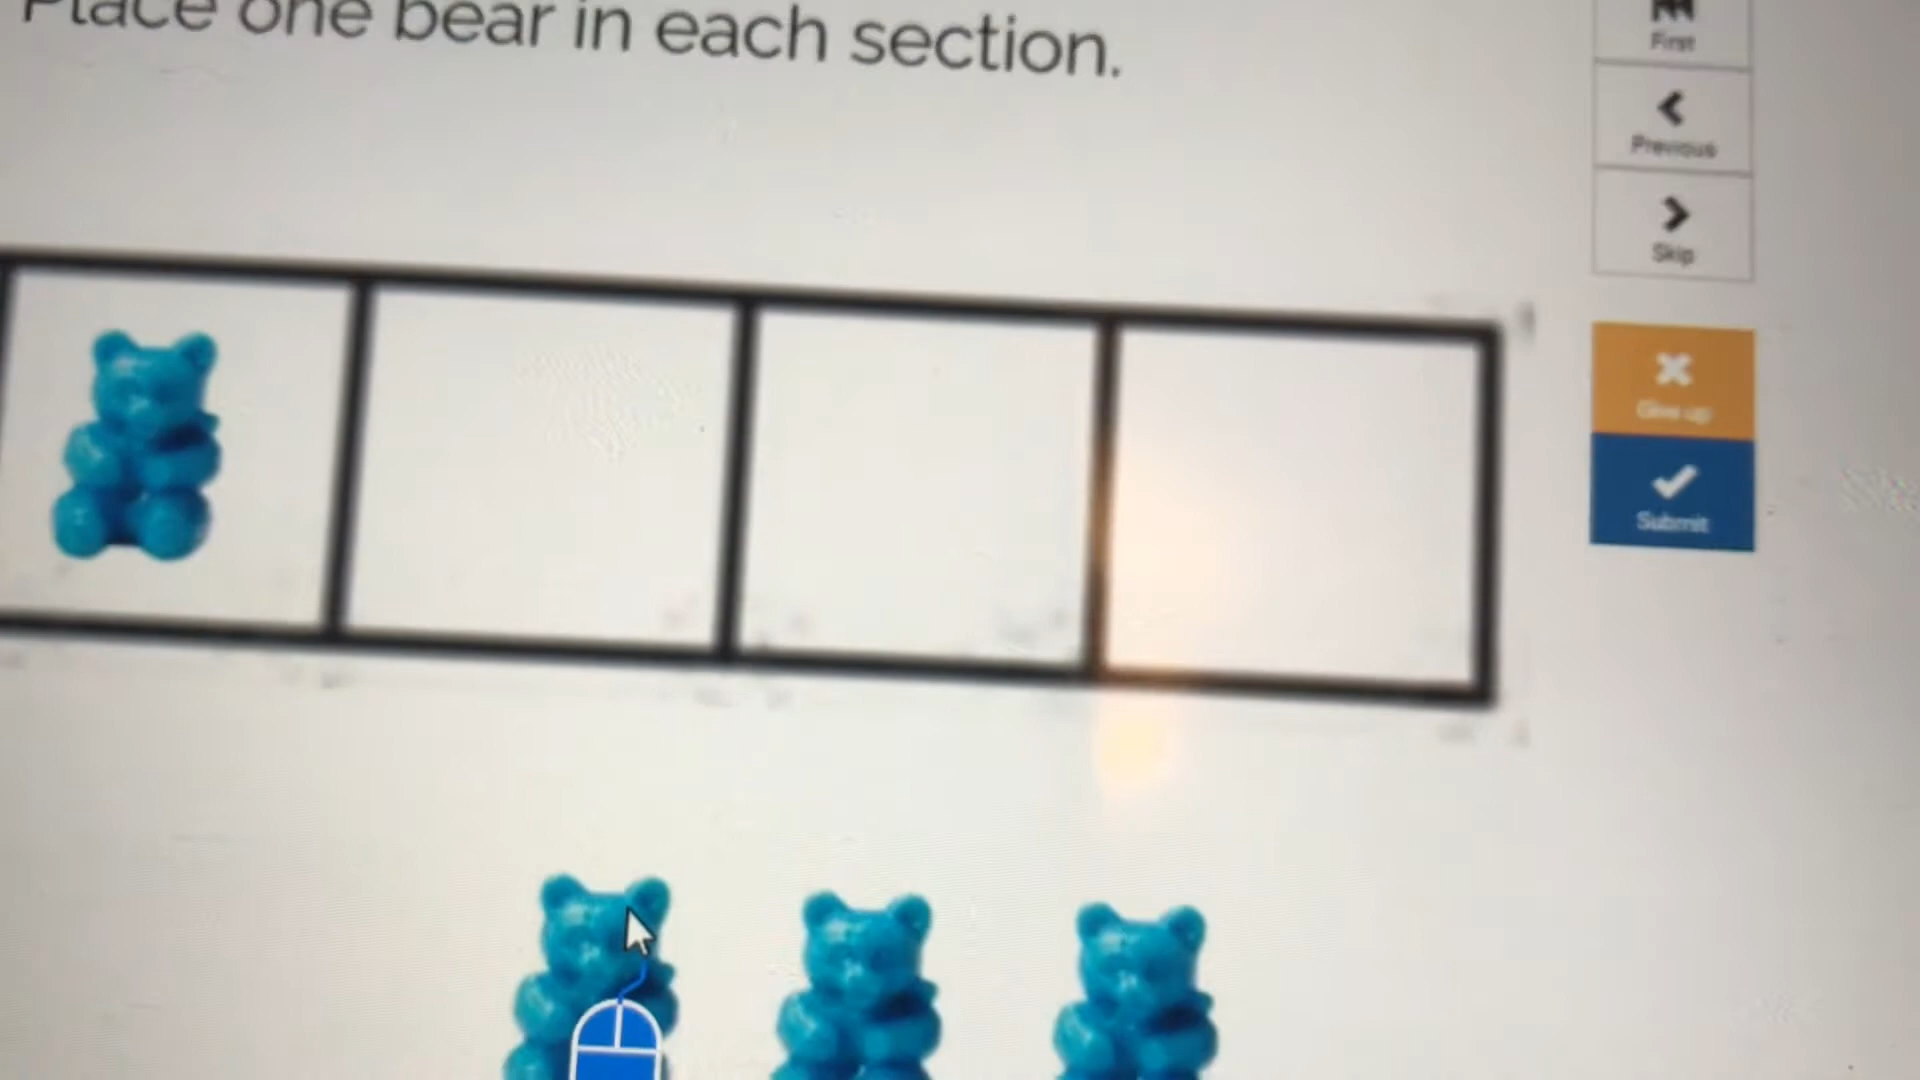 Place one bear in each section.
First
Previous
Skip
Give up
Submit